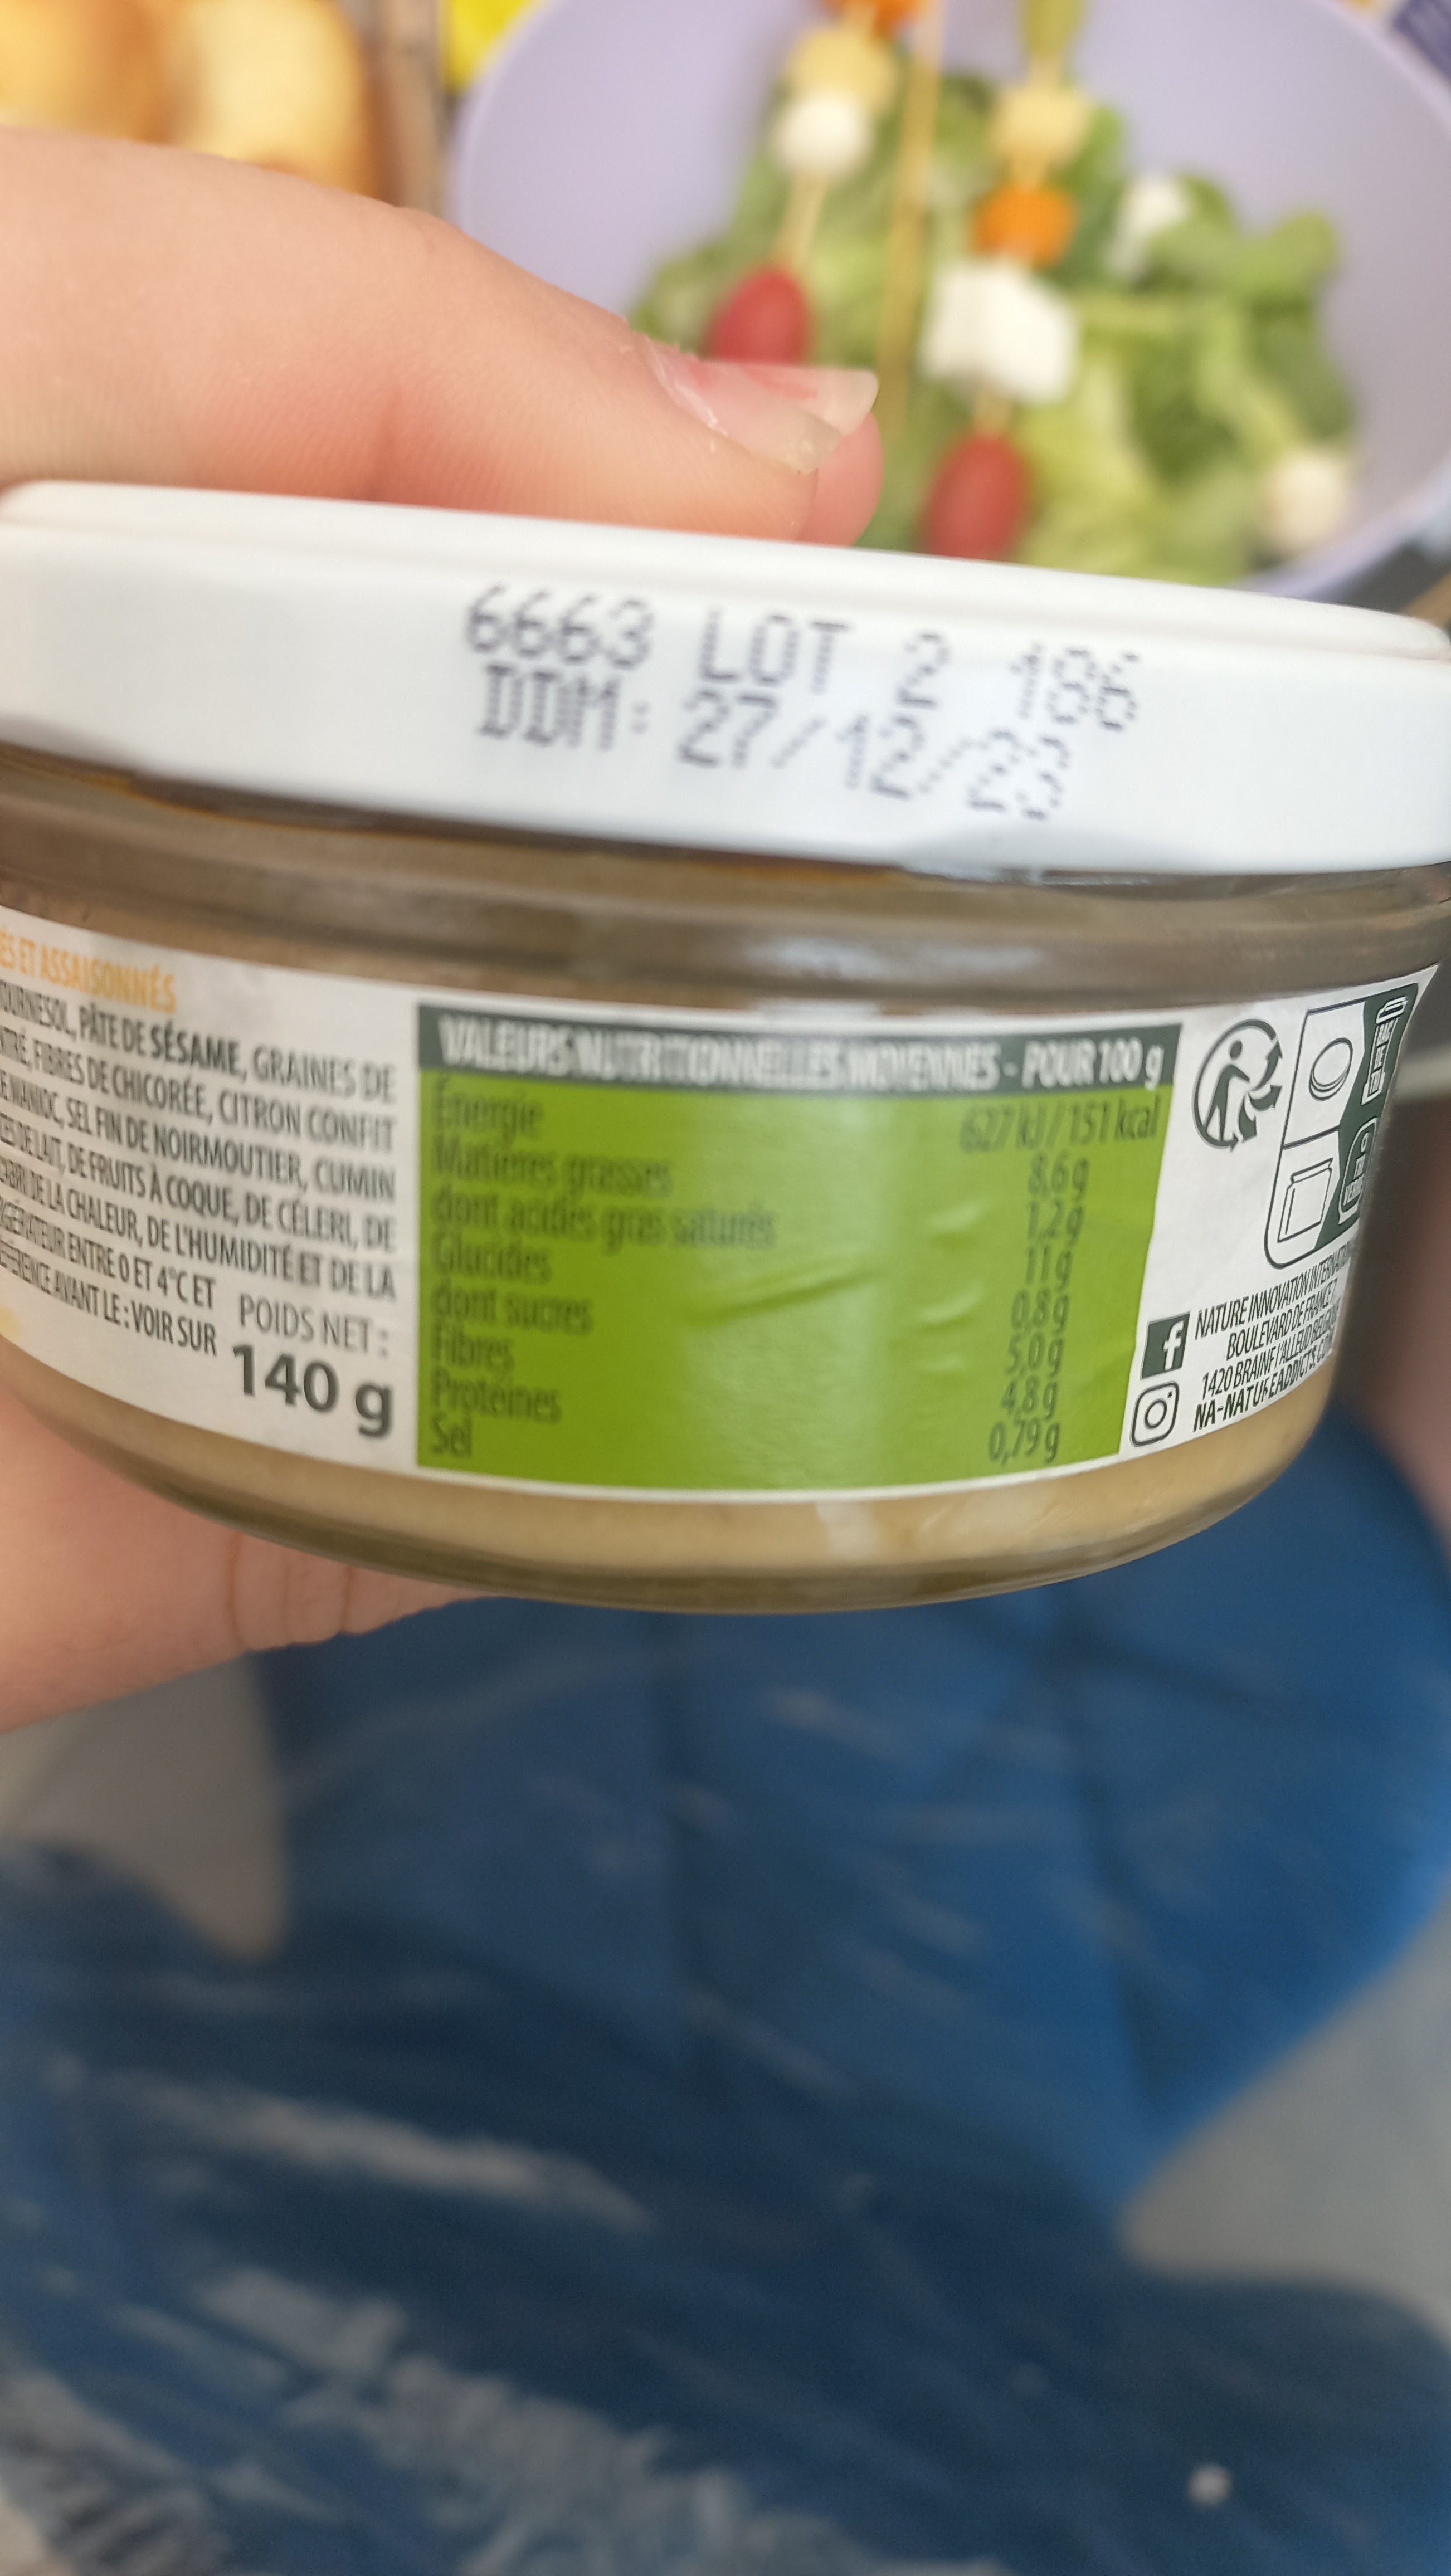 6663 LOT 2 186
DDM: 27/12/23
ÉS ET ASSAISONNÉS
TOURNESOL, PÂTE DE SÉSAME, GRAINES DE
FIBRES DE CHICORÉE, CITRON CONFIT
MANIOC, SEL FIN DE NOIRMOUTIER, CUMIN
DE LAIT, DE FRUITS À COQUE, DE CÉLERI, DE
DE LA CHALEUR, DE L'HUMIDITÉ ET DE LA
ENTRE 0 ET 4°C ET
AVANT LE : VOIR SUR
POIDS NET :
140 g
VALEURS NUTRITIONNELLES MOYENNES - POUR 100 g
Énergie 627 kJ / 151 kcal
Matières grasses 8,6 g
dont acides gras saturés 1,2 g
Glucides 11 g
dont sucres 0,8 g
Fibres 5,0 g
Protéines 4,8 g
Sel 0,79 g
NATURE INNOVATION
BOULEVARD DE FRANCE 7
1420 BRAINE L'ALLEUD
NA-NATUREADDICTS.COM